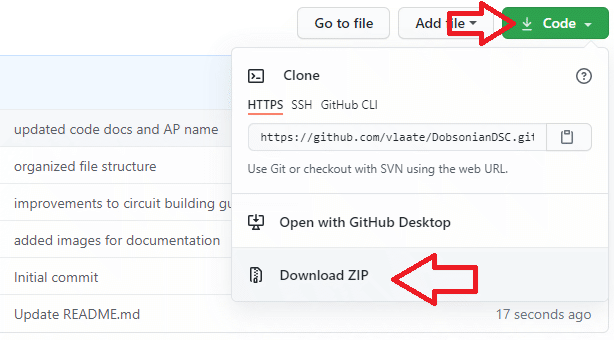 Go to file Add file Code
Clone
HTTPS SSH GitHub CLI
https://github.com/vlaate/DobsonianDSC.git
Use Git or checkout with SVN using the web URL.
Open with GitHub Desktop
Download ZIP
updated code docs and AP name
organized file structure
improvements to circuit building gu
added images for documentation
Initial commit
Update README.md 17 seconds ago